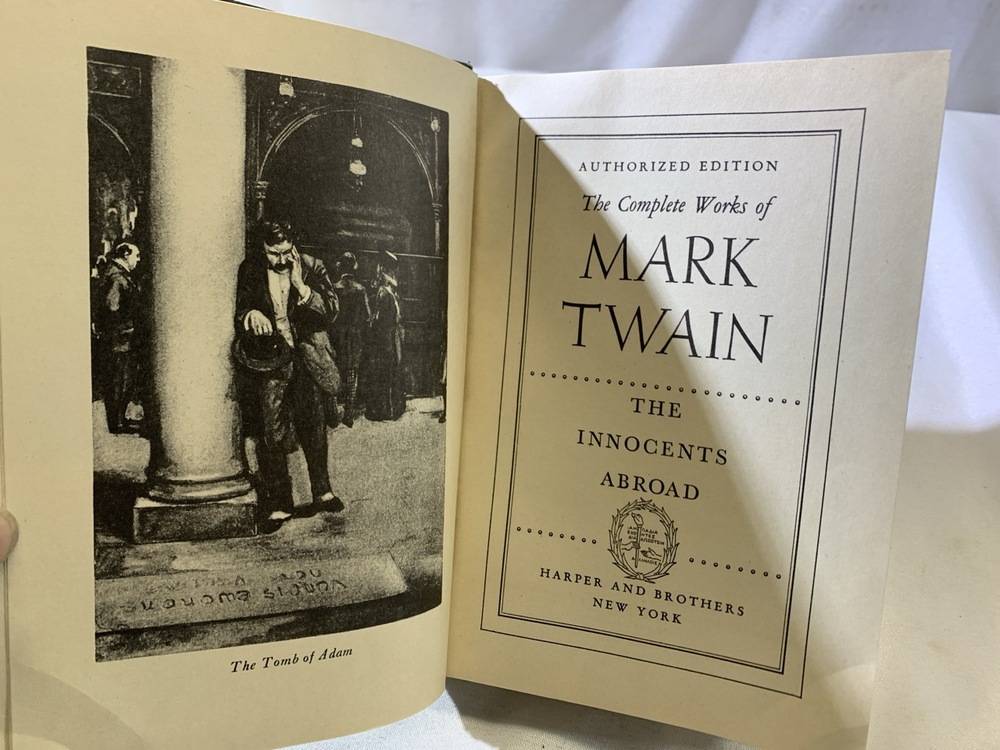 The Tomb of Adam
AUTHORIZED EDITION
The Complete Works of
MARK
TWAIN
THE
INNOCENTS
ABROAD
HARPER AND BROTHERS
NEW YORK